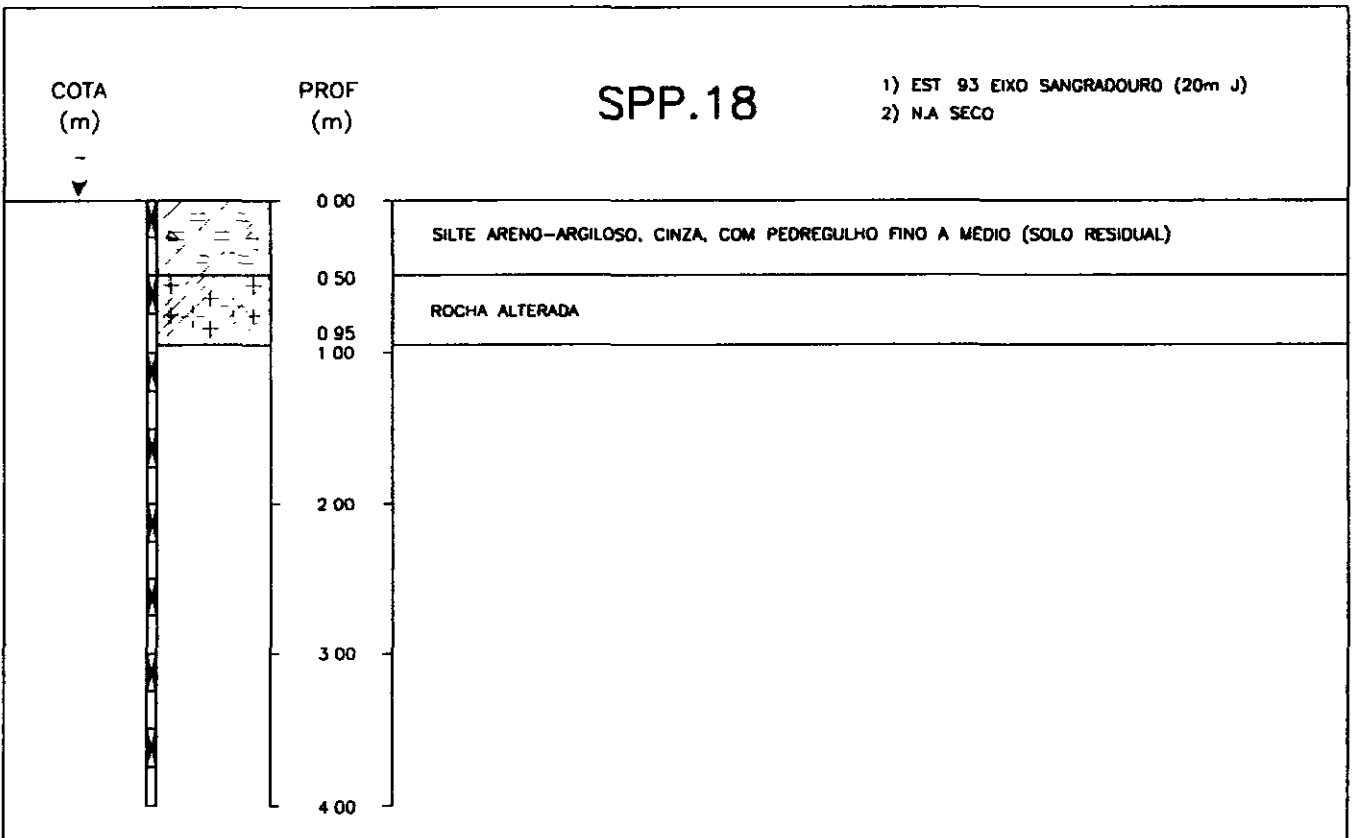 COTA
(m)
-
PROF
(m)
SPP.18
1) EST 93 EIXO SANGRADOURO (20m J)
2) N.A SECO
0 00
SILTE ARENO-ARGILOSO, CINZA, COM PEDREGULHO FINO A MÉDIO (SOLO RESIDUAL)
0 50
ROCHA ALTERADA
0 95
1 00
2 00
3 00
4 00